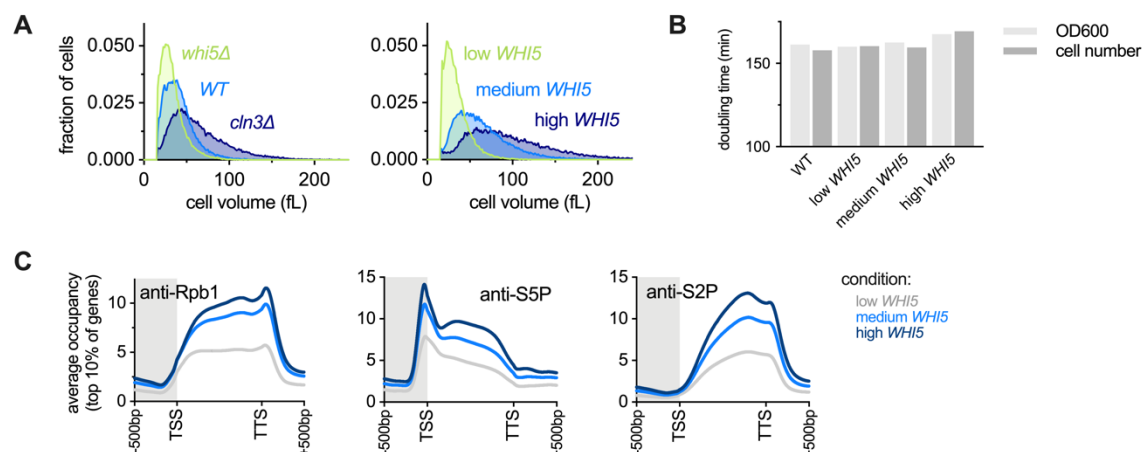 A
fraction of cells
0.050
0.025
0.000
whi5Δ
WT
cln3Δ
0
100
200
cell volume (fL)
0.050
0.025
0.000
low WHI5
medium WHI5
high WHI5
0
100
200
cell volume (fL)
B
doubling time (min)
150
100
WT
low WHI5
medium WHI5
high WHI5
OD600
cell number
C
average occupancy
(top 10% of genes)
10
5
0
anti-Rpb1
-500bp
TSS
TTS
+500bp
15
10
5
0
anti-S5P
-500bp
TSS
TTS
-500bp
15
10
5
0
anti-S2P
-500bp
TSS
TTS
-500bp
condition:
low WHI5
medium WHI5
high WHI5